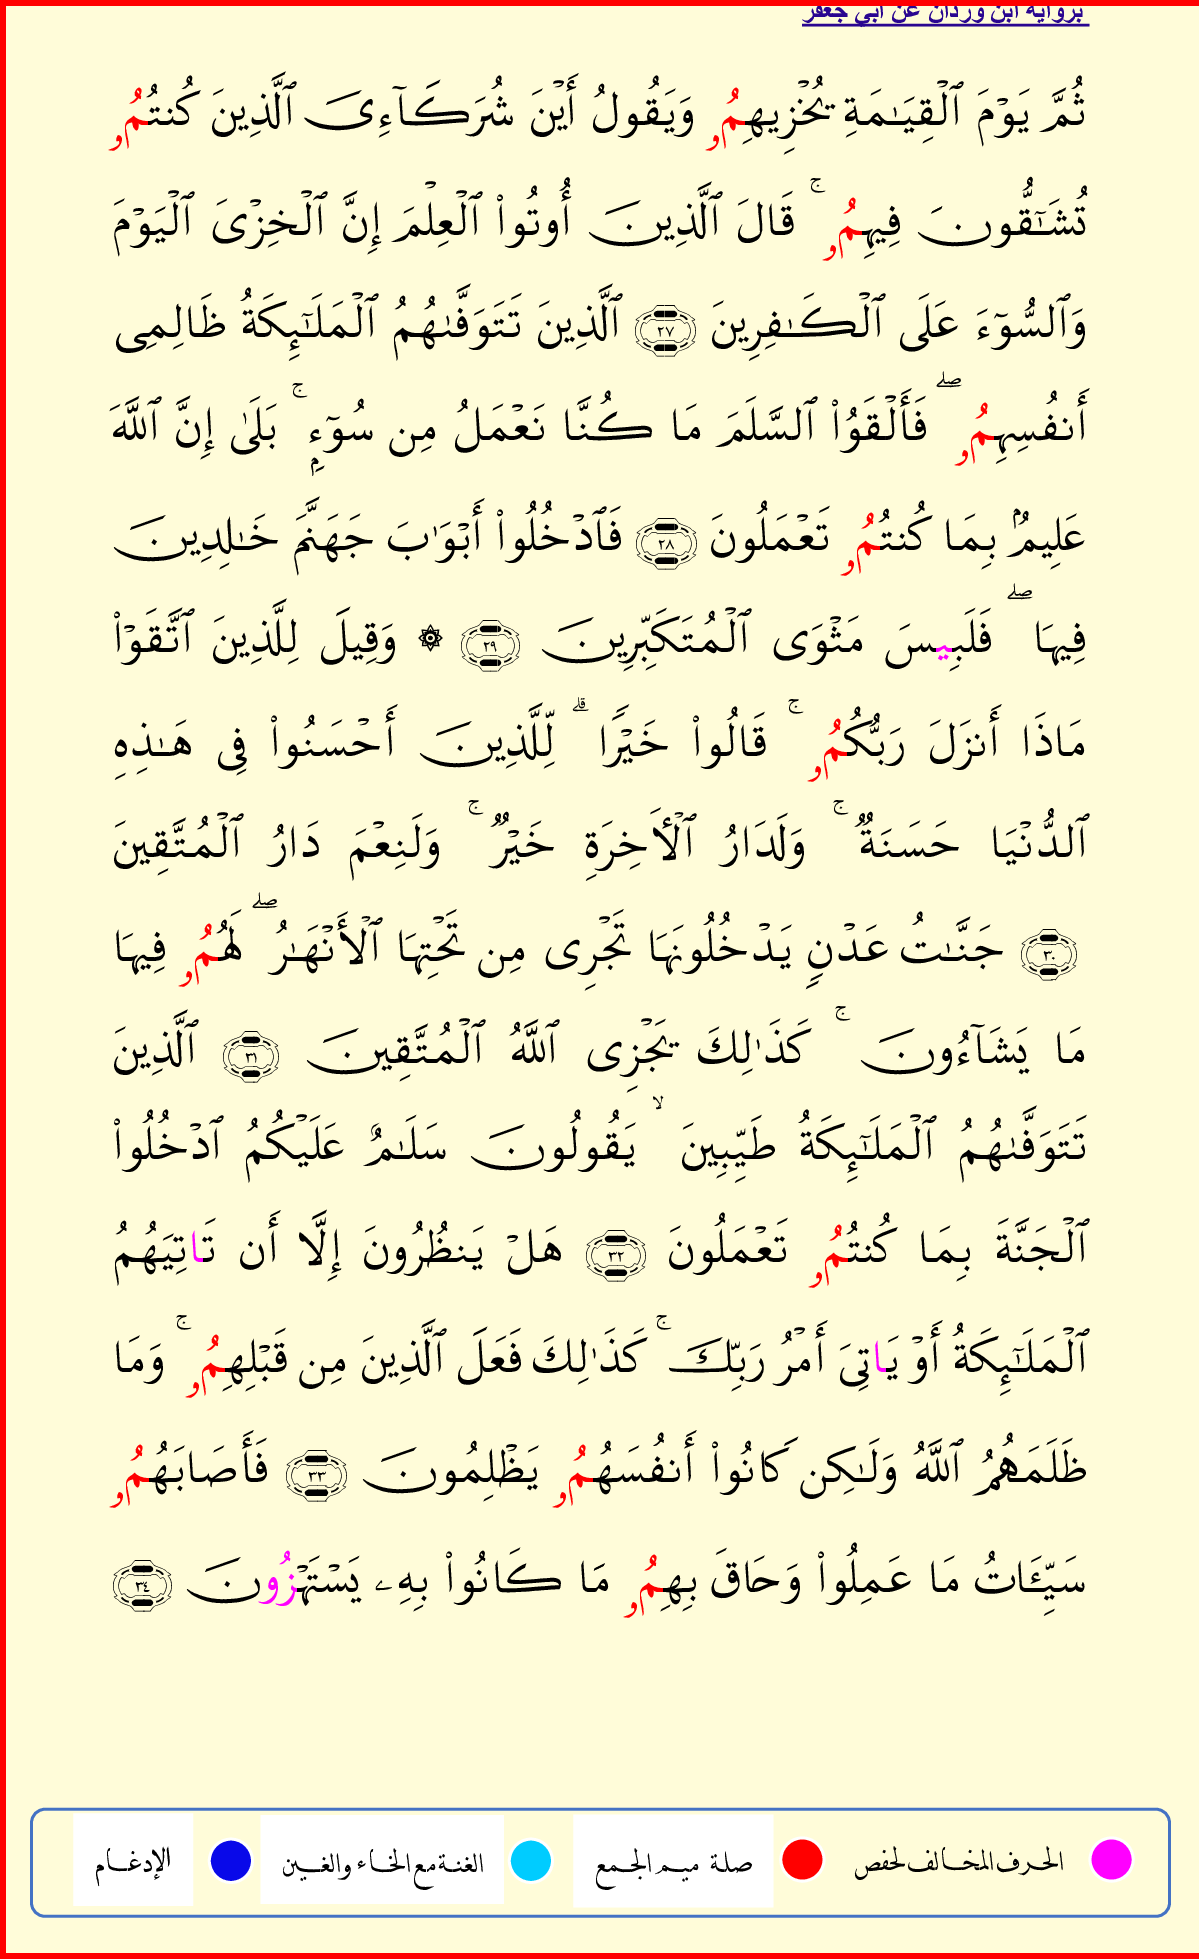 برواية ابن وردان عن أبي جعفر
ثُمَّ يَوْمَ ٱلْقِيَـٰمَةِ تُخْزِيهِمُۥ وَيَقُولُ أَيْنَ شُرَكَآءِىَ ٱلَّذِينَ كُنتُمُۥ
تُشَـٰٓقُّونَ فِيهِمُۥ ۚ قَالَ ٱلَّذِينَ أُوتُوا۟ ٱلْعِلْمَ إِنَّ ٱلْخِزْىَ ٱلْيَوْمَ
وَٱلسُّوٓءَ عَلَى ٱلْكَـٰفِرِينَ ٢٧ ٱلَّذِينَ تَتَوَفَّىٰهُمُ ٱلْمَلَـٰٓئِكَةُ ظَالِمِى
أَنفُسِهِمُۥ ۖ فَأَلْقَوُا۟ ٱلسَّلَمَ مَا كُنَّا نَعْمَلُ مِن سُوٓءٍۭ ۚ بَلَىٰ إِنَّ ٱللَّهَ
عَلِيمٌۢ بِمَا كُنتُمُۥ تَعْمَلُونَ ٢٨ فَٱدْخُلُوا۟ أَبْوَٰبَ جَهَنَّمَ خَـٰلِدِينَ
فِيهَا ۖ فَلَبِيسَ مَثْوَى ٱلْمُتَكَبِّرِينَ ٢٩ ۞ وَقِيلَ لِلَّذِينَ ٱتَّقَوْا۟
مَاذَا أَنزَلَ رَبُّكُمُۥ ۚ قَالُوا۟ خَيْرًا ۗ لِّلَّذِينَ أَحْسَنُوا۟ فِى هَـٰذِهِ
ٱلدُّنْيَا حَسَنَةٌ ۚ وَلَدَارُ ٱلْأَخِرَةِ خَيْرٌ ۚ وَلَنِعْمَ دَارُ ٱلْمُتَّقِينَ
٣٠ جَنَّـٰتُ عَدْنٍ يَدْخُلُونَهَا تَجْرِى مِن تَحْتِهَا ٱلْأَنْهَـٰرُ ۖ لَهُمُۥ فِيهَا
مَا يَشَآءُونَ ۚ كَذَٰلِكَ يَجْزِى ٱللَّهُ ٱلْمُتَّقِينَ ٣١ ٱلَّذِينَ
تَتَوَفَّىٰهُمُ ٱلْمَلَـٰٓئِكَةُ طَيِّبِينَ ۙ يَقُولُونَ سَلَـٰمٌ عَلَيْكُمُ ٱدْخُلُوا۟
ٱلْجَنَّةَ بِمَا كُنتُمُۥ تَعْمَلُونَ ٣٢ هَلْ يَنظُرُونَ إِلَّا أَن تَاتِيَهُمُ
ٱلْمَلَـٰٓئِكَةُ أَوْ يَاتِىَ أَمْرُ رَبِّكَ ۚ كَذَٰلِكَ فَعَلَ ٱلَّذِينَ مِن قَبْلِهِمُۥ ۚ وَمَا
ظَلَمَهُمُ ٱللَّهُ وَلَـٰكِن كَانُوا۟ أَنفُسَهُمُۥ يَظْلِمُونَ ٣٣ فَأَصَابَهُمُۥ
سَيِّـَٔاتُ مَا عَمِلُوا۟ وَحَاقَ بِهِمُۥ مَا كَانُوا۟ بِهِۦ يَسْتَهْزُونَ ٣٤
الحرف المخالف لحفص صلة ميم الجمع الغنة مع الخاء والغين الإدغام